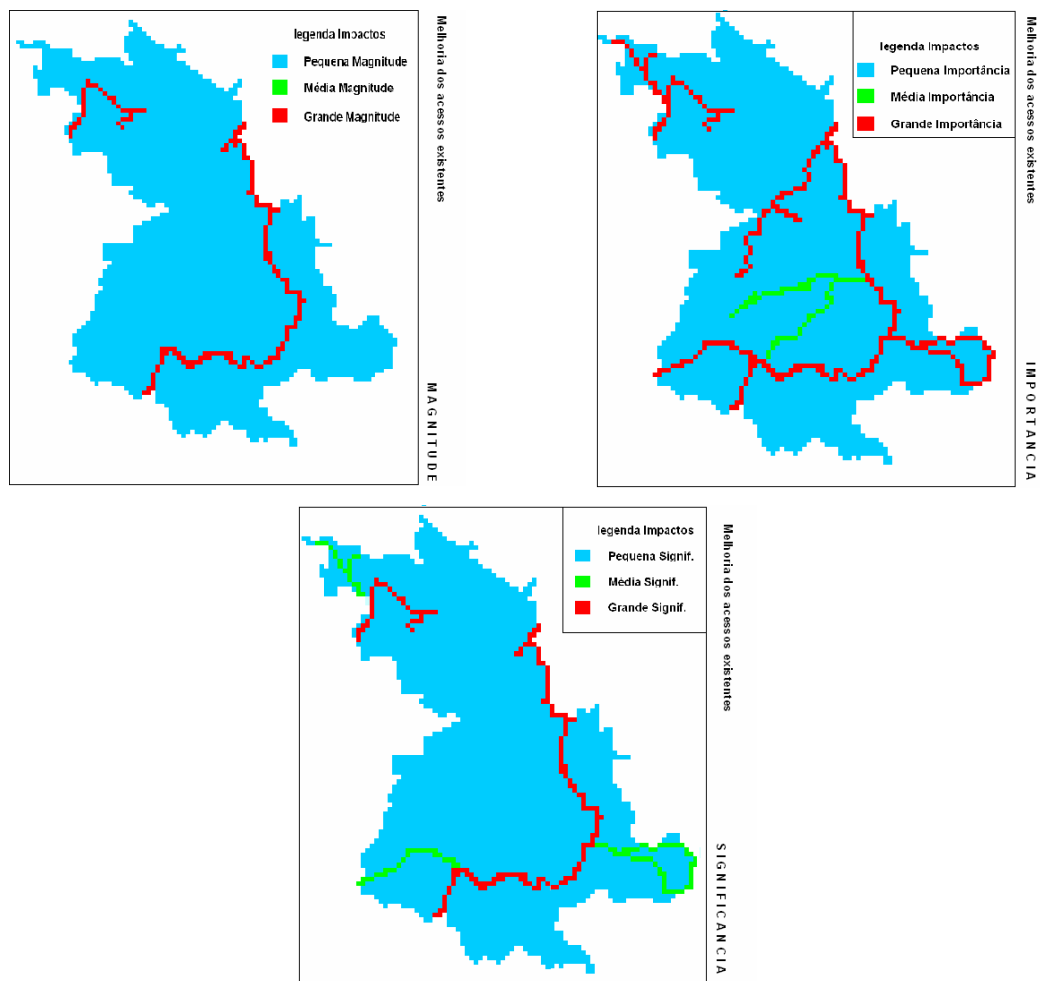 legenda Impactos
Pequena Magnitude
Média Magnitude
Grande Magnitude
Melhoria dos acessos existentes
MAGNITUDE
legenda Impactos
Pequena Importância
Média Importância
Grande Importância
Melhoria dos acessos existentes
IMPORTANCIA
legenda Impactos
Pequena Signif.
Média Signif.
Grande Signif.
Melhoria dos acessos existentes
SIGNIFICANCIA